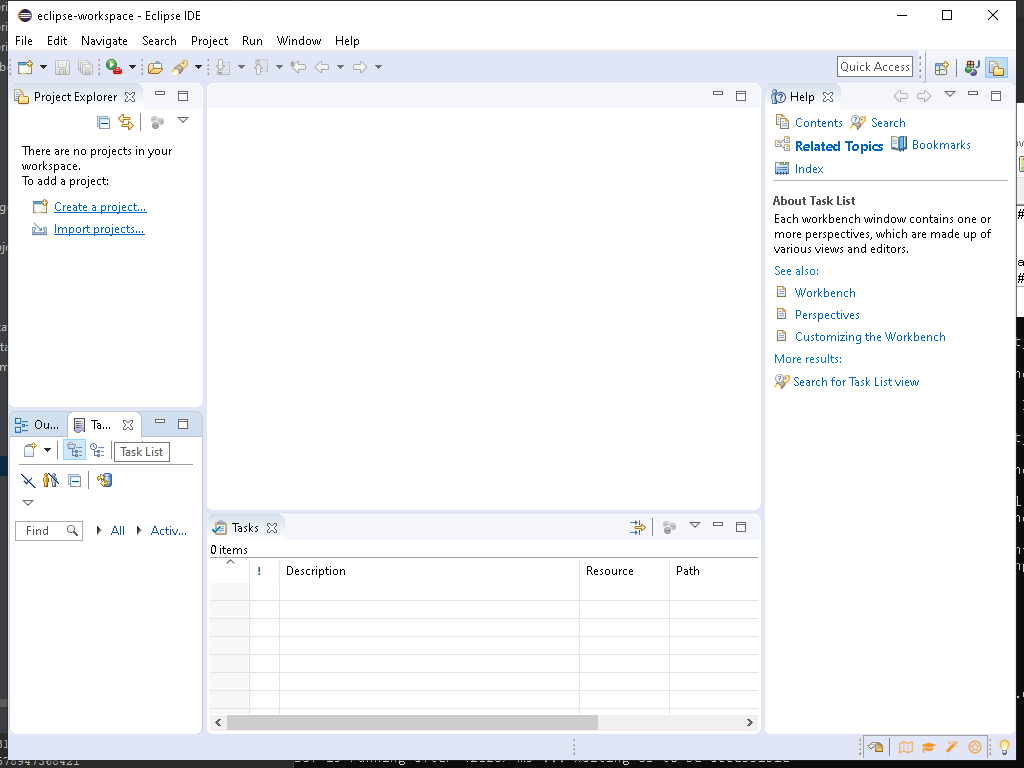 eclipse-workspace - Eclipse IDE
File Edit Navigate Search Project Run Window Help
Quick Access
Project Explorer
There are no projects in your
workspace.
To add a project:
Create a project...
Import projects...
Ou...
Ta...
Task List
Find
All
Activ...
Tasks
0 items
! Description Resource Path
Help
Contents Search
Related Topics Bookmarks
Index
About Task List
Each workbench window contains one or
more perspectives, which are made up of
various views and editors.
See also:
Workbench
Perspectives
Customizing the Workbench
More results:
Search for Task List view